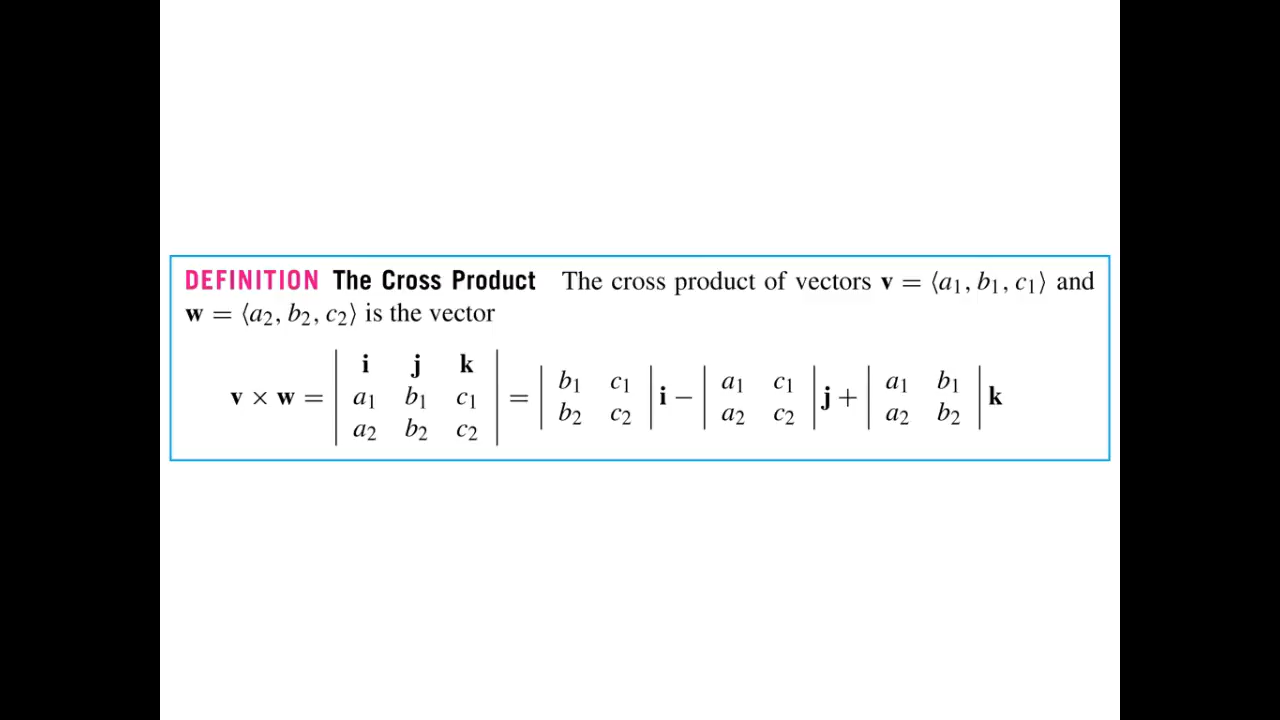 DEFINITION The Cross Product The cross product of vectors v = ⟨a₁, b₁, c₁⟩ and
w = ⟨a₂, b₂, c₂⟩ is the vector
v × w = | i j k | = | b₁ c₁ | i − | a₁ c₁ | j + | a₁ b₁ | k
| a₁ b₁ c₁ | | b₂ c₂ | | a₂ c₂ | | a₂ b₂ |
| a₂ b₂ c₂ |